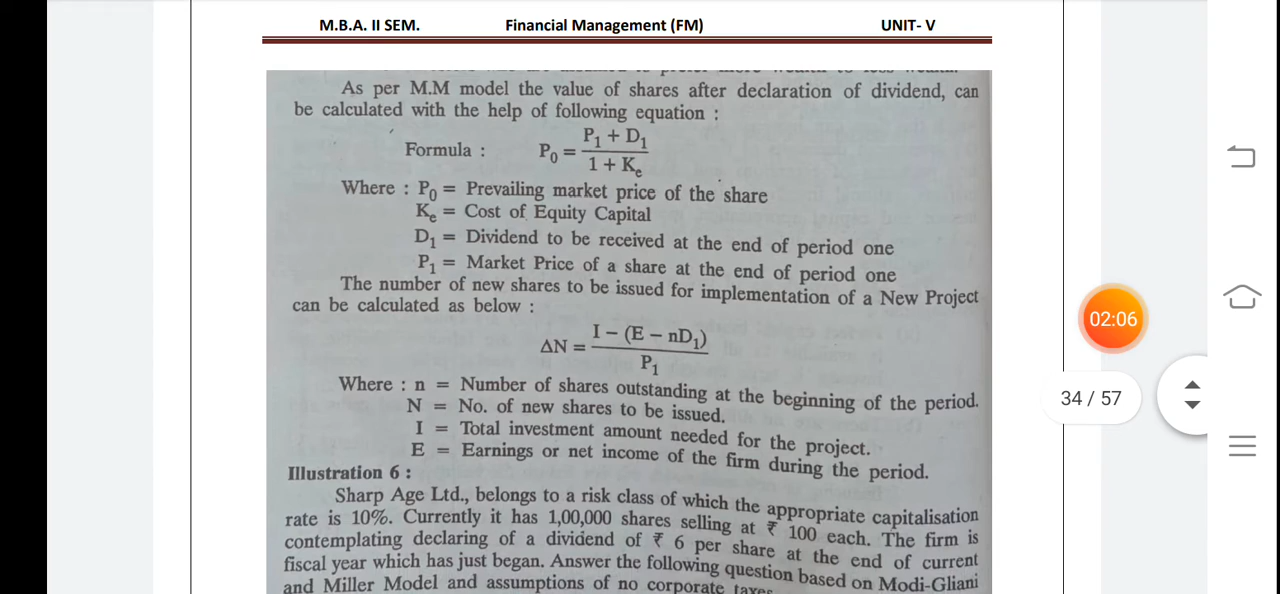 M.B.A. II SEM. Financial Management (FM) UNIT- V
As per M.M model the value of shares after declaration of dividend, can
be calculated with the help of following equation :
Formula : P₀ = P₁ + D₁ / 1 + Kₑ
Where : P₀ = Prevailing market price of the share
Kₑ = Cost of Equity Capital
D₁ = Dividend to be received at the end of period one
P₁ = Market Price of a share at the end of period one
The number of new shares to be issued for implementation of a New Project
can be calculated as below :
ΔN = I – (E – nD₁) / P₁
Where : n = Number of shares outstanding at the beginning of the period.
N = No. of new shares to be issued.
I = Total investment amount needed for the project.
E = Earnings or net income of the firm during the period.
Illustration 6 :
Sharp Age Ltd., belongs to a risk class of which the appropriate capitalisation
rate is 10%. Currently it has 1,00,000 shares selling at ₹ 100 each. The firm is
contemplating declaring of a dividend of ₹ 6 per share at the end of current
fiscal year which has just began. Answer the following question based on Modi-Gliani
and Miller Model and assumptions of no corporate taxes
02:06
34 / 57